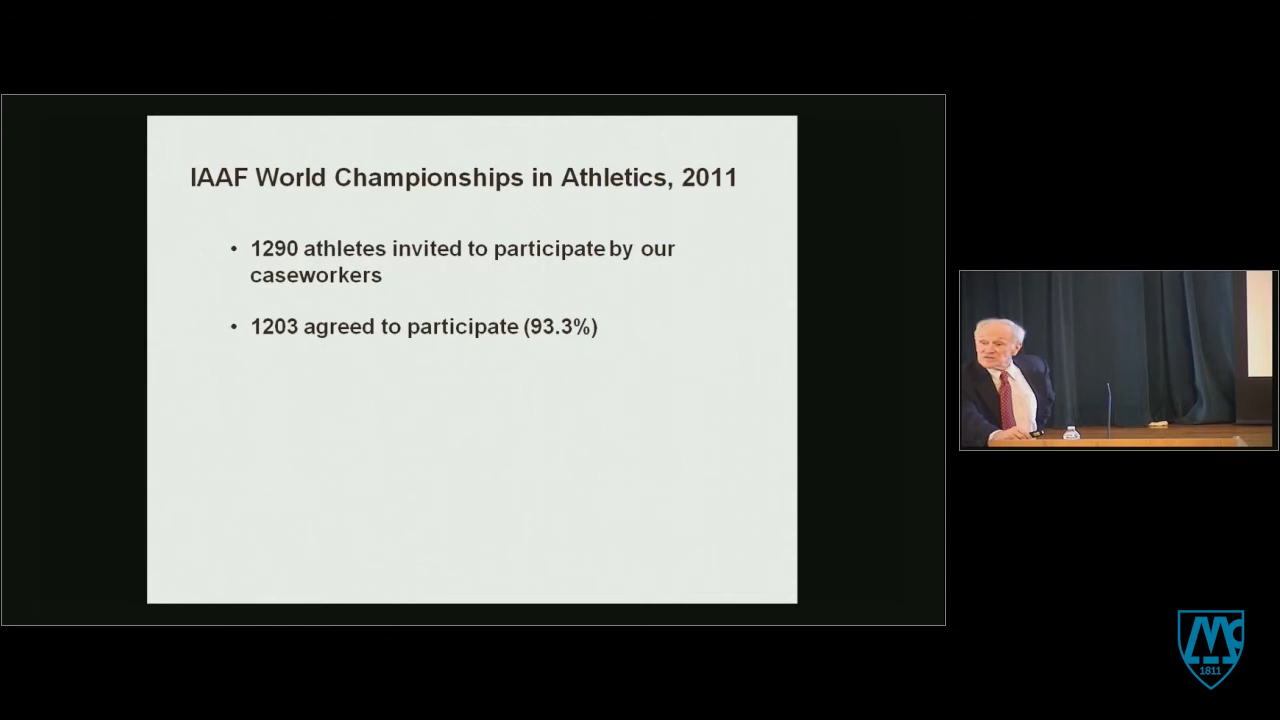 IAAF World Championships in Athletics, 2011
• 1290 athletes invited to participate by our
caseworkers
• 1203 agreed to participate (93.3%)
1811